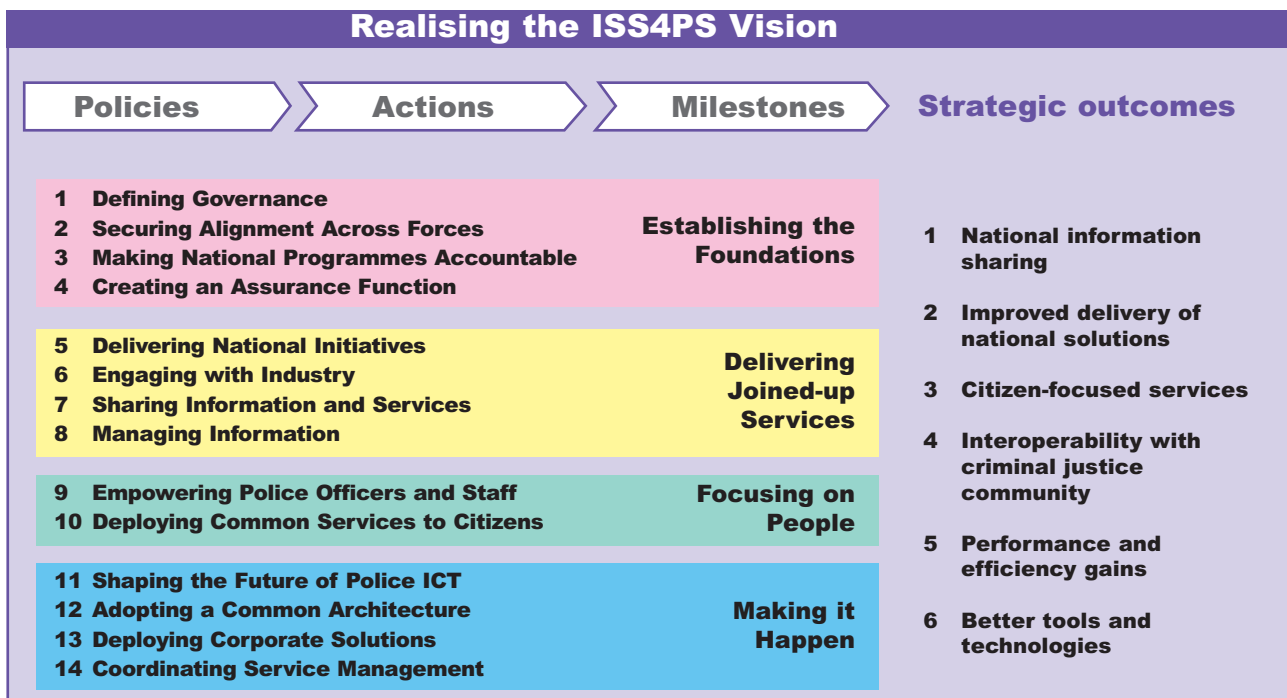 Realising the ISS4PS Vision
Policies
Actions
Milestones
Strategic outcomes
1 Defining Governance
2 Securing Alignment Across Forces
3 Making National Programmes Accountable
4 Creating an Assurance Function
Establishing the
Foundations
5 Delivering National Initiatives
6 Engaging with Industry
7 Sharing Information and Services
8 Managing Information
Delivering
Joined-up
Services
9 Empowering Police Officers and Staff
10 Deploying Common Services to Citizens
Focusing on
People
11 Shaping the Future of Police ICT
12 Adopting a Common Architecture
13 Deploying Corporate Solutions
14 Coordinating Service Management
Making it
Happen
1 National information
sharing
2 Improved delivery of
national solutions
3 Citizen-focused services
4 Interoperability with
criminal justice
community
5 Performance and
efficiency gains
6 Better tools and
technologies